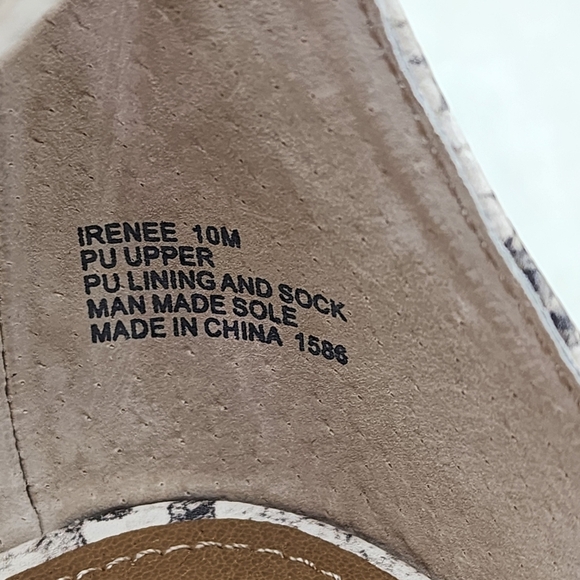 IRENEE 10M
PU UPPER
PU LINING AND SOCK
MAN MADE SOLE
MADE IN CHINA 1586